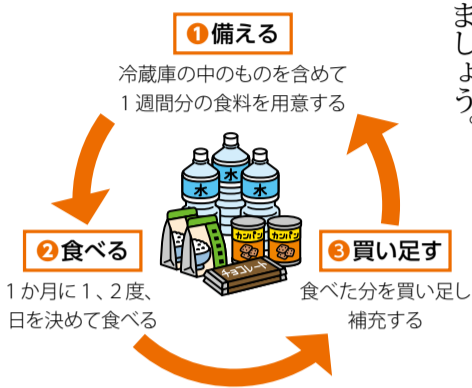 ましょう。
❶備える
冷蔵庫の中のものを含めて
1週間分の食料を用意する
水
水
水
カンパン
カンパン
チョコレート
❷食べる
1か月に1、2度、
日を決めて食べる
❸買い足す
食べた分を買い足し
補充する